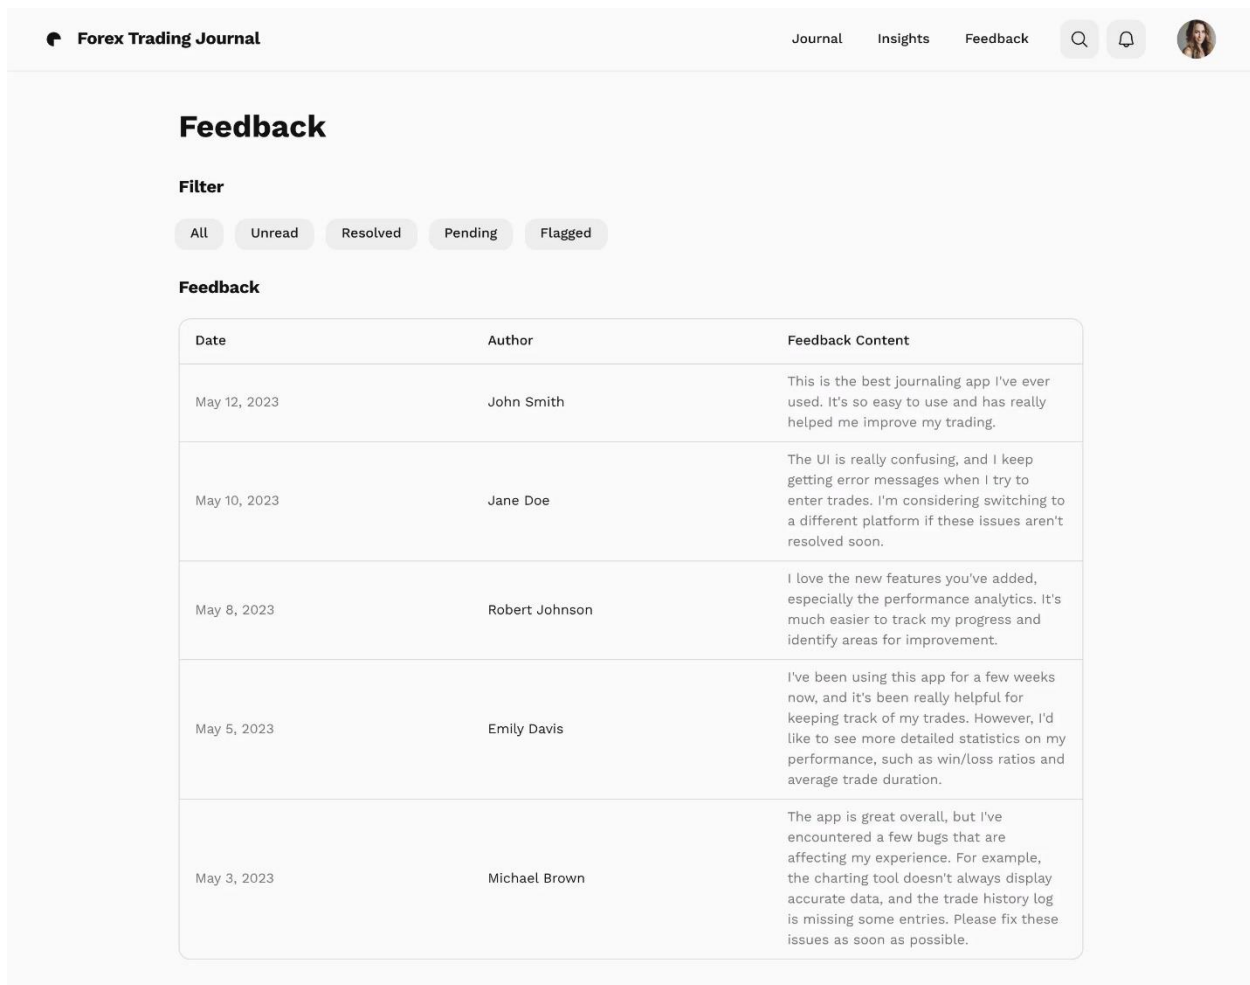 Forex Trading Journal
Journal
Insights
Feedback
Feedback
Filter
All
Unread
Resolved
Pending
Flagged
Feedback
Date
Author
Feedback Content
May 12, 2023
John Smith
This is the best journaling app I've ever
used. It's so easy to use and has really
helped me improve my trading.
May 10, 2023
Jane Doe
The UI is really confusing, and I keep
getting error messages when I try to
enter trades. I'm considering switching to
a different platform if these issues aren't
resolved soon.
May 8, 2023
Robert Johnson
I love the new features you've added,
especially the performance analytics. It's
much easier to track my progress and
identify areas for improvement.
May 5, 2023
Emily Davis
I've been using this app for a few weeks
now, and it's been really helpful for
keeping track of my trades. However, I'd
like to see more detailed statistics on my
performance, such as win/loss ratios and
average trade duration.
May 3, 2023
Michael Brown
The app is great overall, but I've
encountered a few bugs that are
affecting my experience. For example,
the charting tool doesn't always display
accurate data, and the trade history log
is missing some entries. Please fix these
issues as soon as possible.